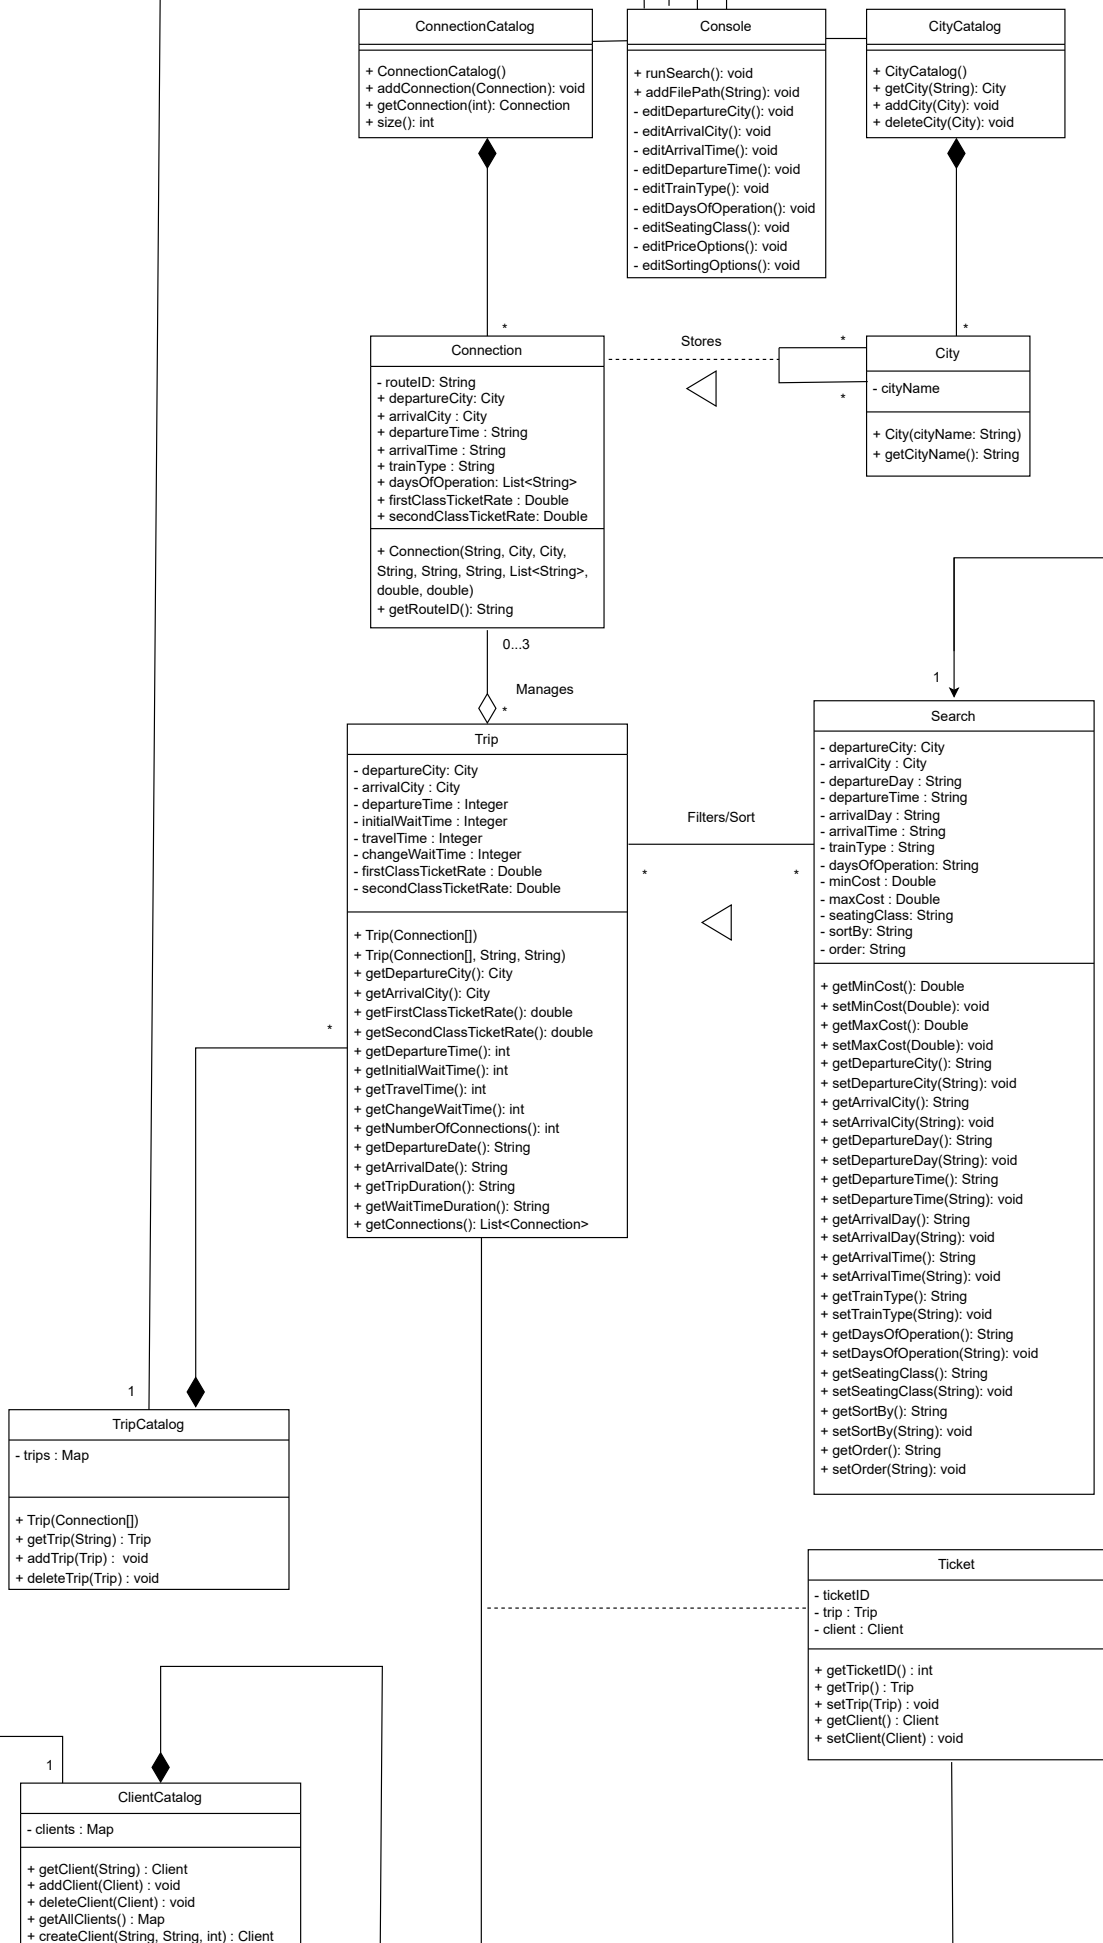 ConnectionCatalog
+ ConnectionCatalog()
+ addConnection(Connection): void
+ getConnection(int): Connection
+ size(): int
Console
+ runSearch(): void
+ addFilePath(String): void
- editDepartureCity(): void
- editArrivalCity(): void
- editArrivalTime(): void
- editDepartureTime(): void
- editTrainType(): void
- editDaysOfOperation(): void
- editSeatingClass(): void
- editPriceOptions(): void
- editSortingOptions(): void
CityCatalog
+ CityCatalog()
+ getCity(String): City
+ addCity(City): void
+ deleteCity(City): void
*
*
Connection
- routeID: String
+ departureCity: City
+ arrivalCity : City
+ departureTime : String
+ arrivalTime : String
+ trainType : String
+ daysOfOperation: List<String>
+ firstClassTicketRate : Double
+ secondClassTicketRate: Double
+ Connection(String, City, City,
String, String, String, List<String>,
double, double)
+ getRouteID(): String
Stores
*
*
City
- cityName
+ City(cityName: String)
+ getCityName(): String
0...3
Manages
*
1
Trip
- departureCity: City
- arrivalCity : City
- departureTime : Integer
- initialWaitTime : Integer
- travelTime : Integer
- changeWaitTime : Integer
- firstClassTicketRate : Double
- secondClassTicketRate: Double
+ Trip(Connection[])
+ Trip(Connection[], String, String)
+ getDepartureCity(): City
+ getArrivalCity(): City
+ getFirstClassTicketRate(): double
+ getSecondClassTicketRate(): double
+ getDepartureTime(): int
+ getInitialWaitTime(): int
+ getTravelTime(): int
+ getChangeWaitTime(): int
+ getNumberOfConnections(): int
+ getDepartureDate(): String
+ getArrivalDate(): String
+ getTripDuration(): String
+ getWaitTimeDuration(): String
+ getConnections(): List<Connection>
Filters/Sort
*
*
Search
- departureCity: City
- arrivalCity : City
- departureDay : String
- departureTime : String
- arrivalDay : String
- arrivalTime : String
- trainType : String
- daysOfOperation: String
- minCost : Double
- maxCost : Double
- seatingClass: String
- sortBy: String
- order: String
+ getMinCost(): Double
+ setMinCost(Double): void
+ getMaxCost(): Double
+ setMaxCost(Double): void
+ getDepartureCity(): String
+ setDepartureCity(String): void
+ getArrivalCity(): String
+ setArrivalCity(String): void
+ getDepartureDay(): String
+ setDepartureDay(String): void
+ getDepartureTime(): String
+ setDepartureTime(String): void
+ getArrivalDay(): String
+ setArrivalDay(String): void
+ getArrivalTime(): String
+ setArrivalTime(String): void
+ getTrainType(): String
+ setTrainType(String): void
+ getDaysOfOperation(): String
+ setDaysOfOperation(String): void
+ getSeatingClass(): String
+ setSeatingClass(String): void
+ getSortBy(): String
+ setSortBy(String): void
+ getOrder(): String
+ setOrder(String): void
*
1
TripCatalog
- trips : Map
+ Trip(Connection[])
+ getTrip(String) : Trip
+ addTrip(Trip) :  void
+ deleteTrip(Trip) : void
Ticket
- ticketID
- trip : Trip
- client : Client
+ getTicketID() : int
+ getTrip() : Trip
+ setTrip(Trip) : void
+ getClient() : Client
+ setClient(Client) : void
1
ClientCatalog
- clients : Map
+ getClient(String) : Client
+ addClient(Client) : void
+ deleteClient(Client) : void
+ getAllClients() : Map
+ createClient(String, String, int) : Client